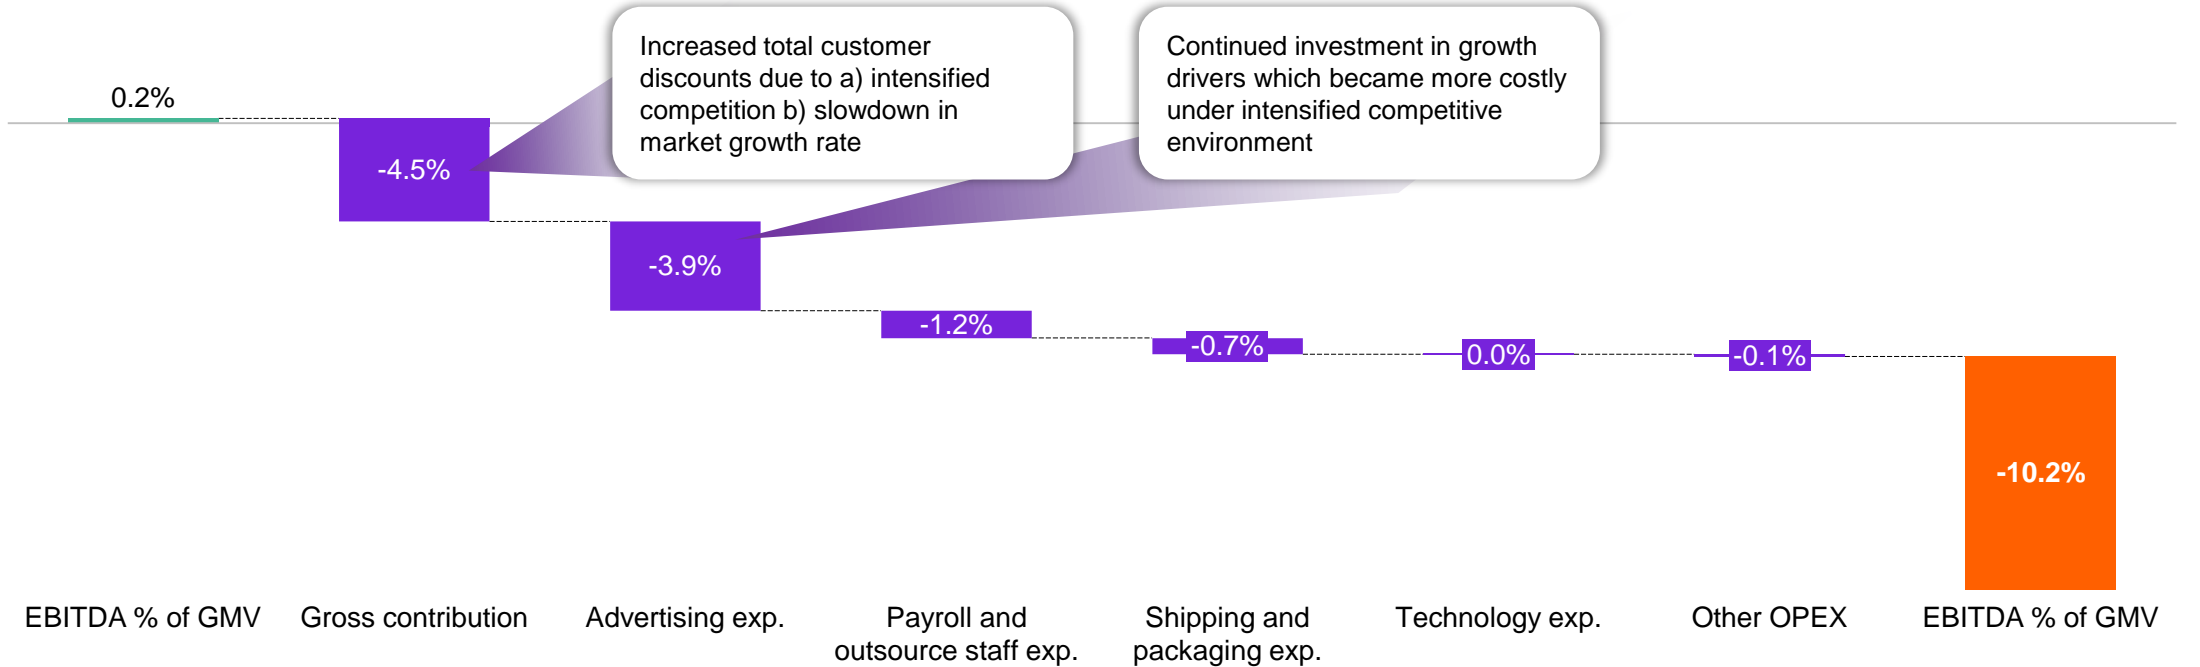 Increased total customer
discounts due to a) intensified
competition b) slowdown in
market growth rate
Continued investment in growth
drivers which became more costly
under intensified competitive
environment
0.2%
-4.5%
-3.9%
-1.2%
-0.7%
0.0%
-0.1%
-10.2%
EBITDA % of GMV
Gross contribution
Advertising exp.
Payroll and
outsource staff exp.
Shipping and
packaging exp.
Technology exp.
Other OPEX
EBITDA % of GMV